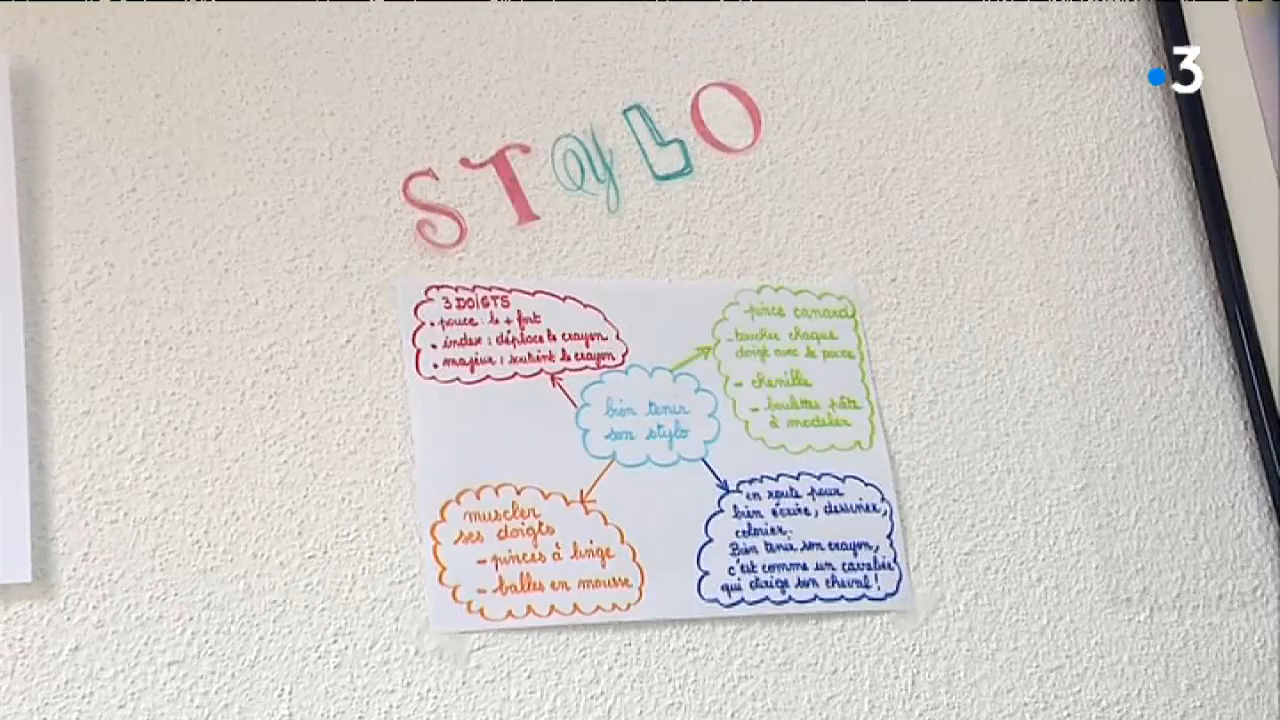 3
STYLO
3 DOIGTS
• pouce : le + fort
• index : déplace le crayon
• majeur : soutient le crayon
- pince canard
- toucher chaque
doigt avec le pouce
- chenille
- boulettes pâte
à modeler
bien tenir
son stylo
muscler
ses doigts
- pinces à linge
- balles en mousse
en route pour
bien écrire, dessiner,
colorier.
Bien tenir son crayon,
c'est comme un cavalier
qui dirige son cheval !